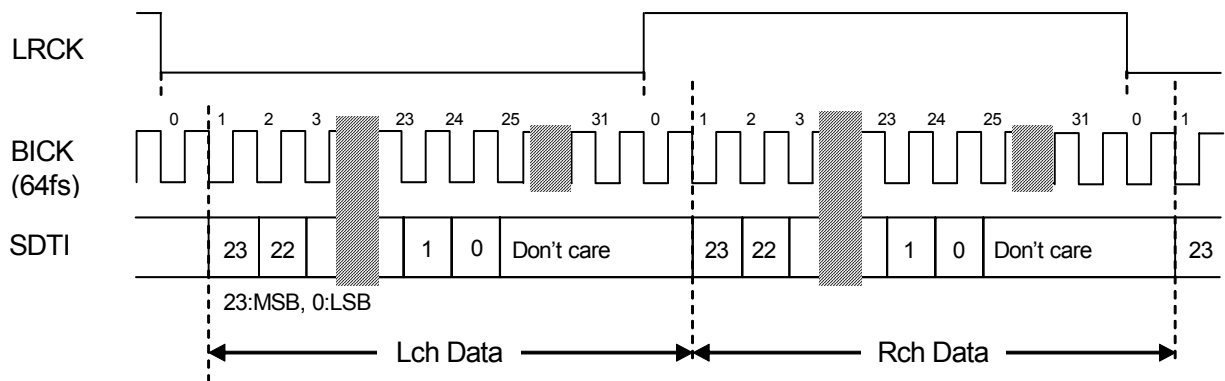 LRCK
0 1 2 3 23 24 25 31 0 1 2 3 23 24 25 31 0 1
BICK
(64fs)
SDTI 23 22 1 0 Don't care 23 22 1 0 Don't care 23
23:MSB, 0:LSB
Lch Data Rch Data